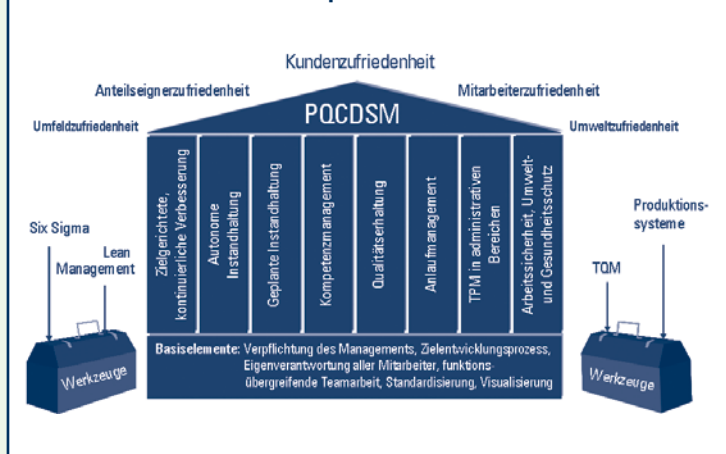 Kundenzufriedenheit
Anteilseignerzufriedenheit
Mitarbeiterzufriedenheit
PQCDSM
Umfeldzufriedenheit
Umweltzufriedenheit
Zielgerichtete,
kontinuierliche Verbesserung
Autonome
Instandhaltung
Geplante Instandhaltung
Kompetenzmanagement
Qualitätserhaltung
Anlaufmanagement
TPM in administrativen
Bereichen
Arbeitssicherheit, Umwelt-
und Gesundheitsschutz
Six Sigma
Lean
Management
Werkzeuge
Produktions-
systeme
TQM
Werkzeuge
Basiselemente: Verpflichtung des Managements, Zielentwicklungsprozess,
Eigenverantwortung aller Mitarbeiter, funktions-
übergreifende Teamarbeit, Standardisierung, Visualisierung